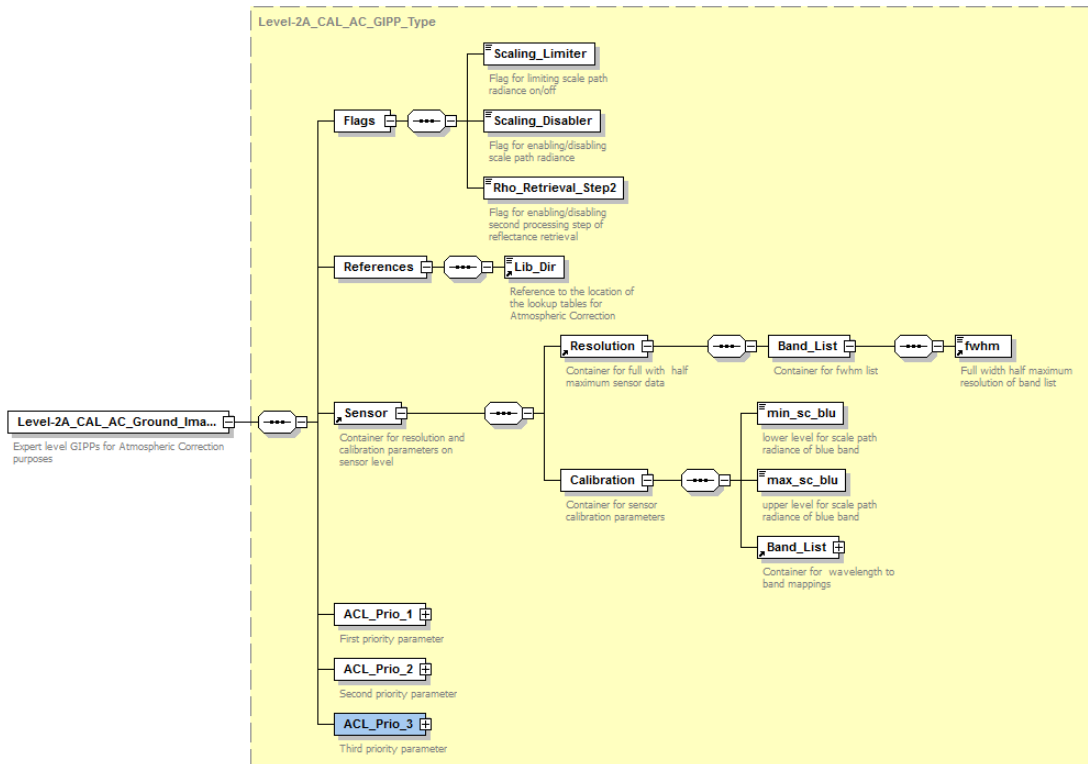 Level-2A_CAL_AC_GIPP_Type
Scaling_Limiter
Flag for limiting scale path
radiance on/off
Flags
Scaling_Disabler
Flag for enabling/disabling
scale path radiance
Rho_Retrieval_Step2
Flag for enabling/disabling
second processing step of
reflectance retrieval
References
Lib_Dir
Reference to the location of
the lookup tables for
Atmospheric Correction
Resolution
Container for full with half
maximum sensor data
Band_List
Container for fwhm list
fwhm
Full width half maximum
resolution of band list
Level-2A_CAL_AC_Ground_Ima...
Expert level GIPPs for Atmospheric Correction
purposes
Sensor
Container for resolution and
calibration parameters on
sensor level
min_sc_blu
lower level for scale path
radiance of blue band
Calibration
Container for sensor
calibration parameters
max_sc_blu
upper level for scale path
radiance of blue band
Band_List
Container for wavelength to
band mappings
ACL_Prio_1
First priority parameter
ACL_Prio_2
Second priority parameter
ACL_Prio_3
Third priority parameter